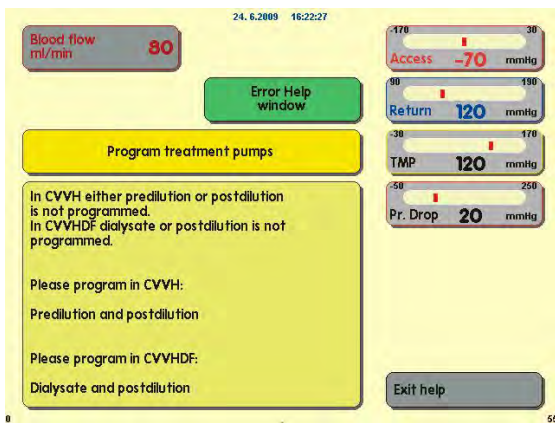 24. 6.2009 16:22:27
Blood flow
ml/min 80
Error Help
window
Program treatment pumps
In CVVH either predilution or postdilution
is not programmed.
In CVVHDF dialysate or postdilution is not
programmed.
Please program in CVVH:
Predilution and postdilution
Please program in CVVHDF:
Dialysate and postdilution
-170 30
Access -70 mmHg
90 190
Return 120 mmHg
-30 170
TMP 120 mmHg
-50 250
Pr. Drop 20 mmHg
Exit help
0